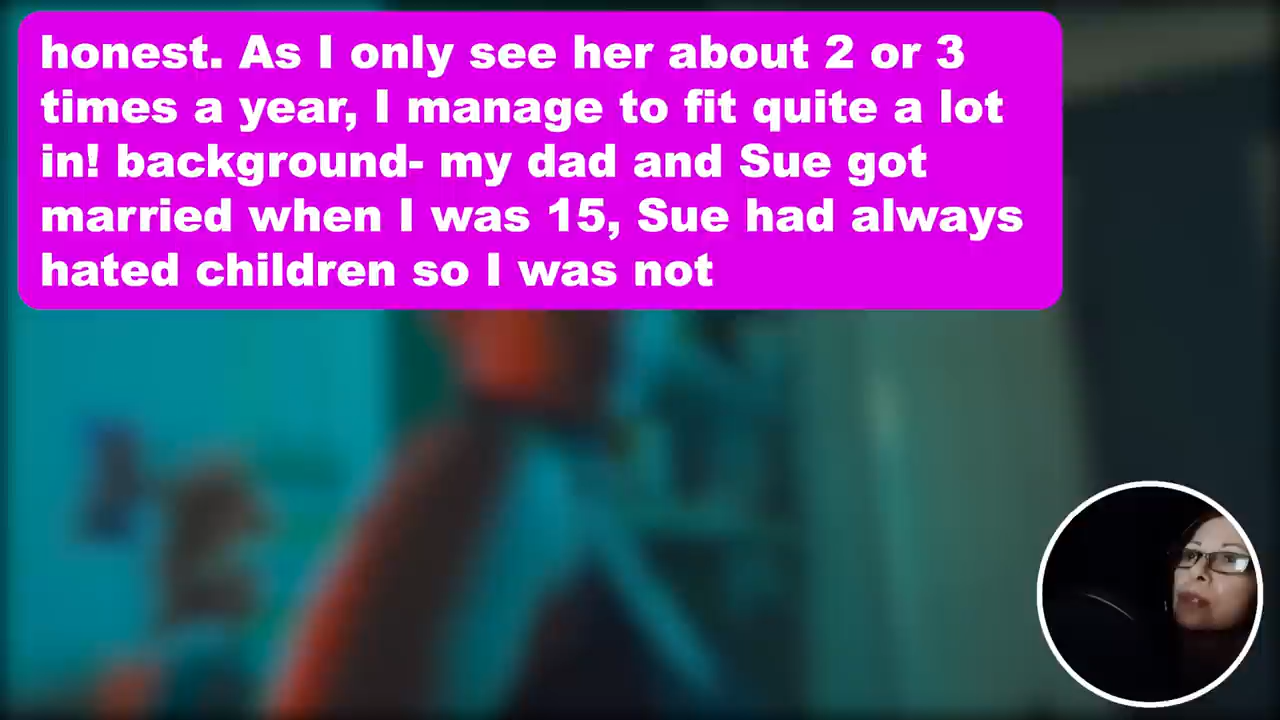 honest. As I only see her about 2 or 3
times a year, I manage to fit quite a lot
in! background- my dad and Sue got
married when I was 15, Sue had always
hated children so I was not